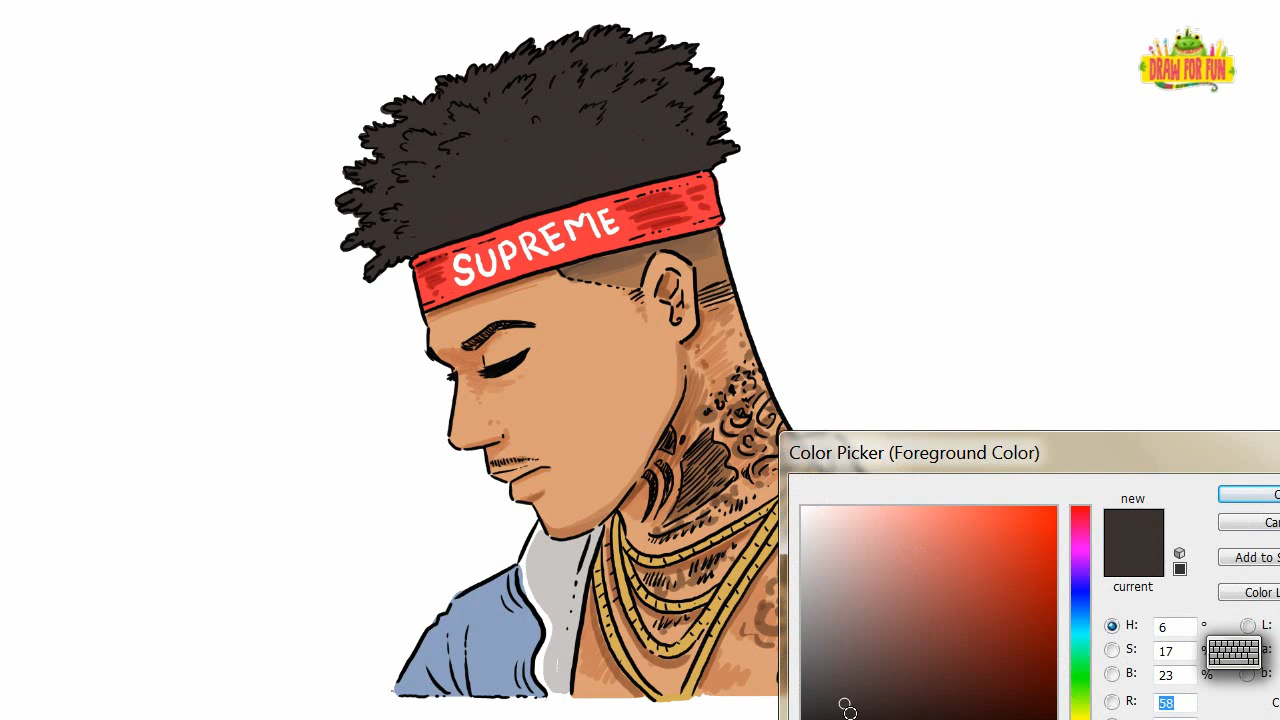 DRAW FOR FUN
SUPREME
Color Picker (Foreground Color)
new
current
Add to
Color L
H: 6 °
L:
S: 17
a:
B: 23 %
R: 58